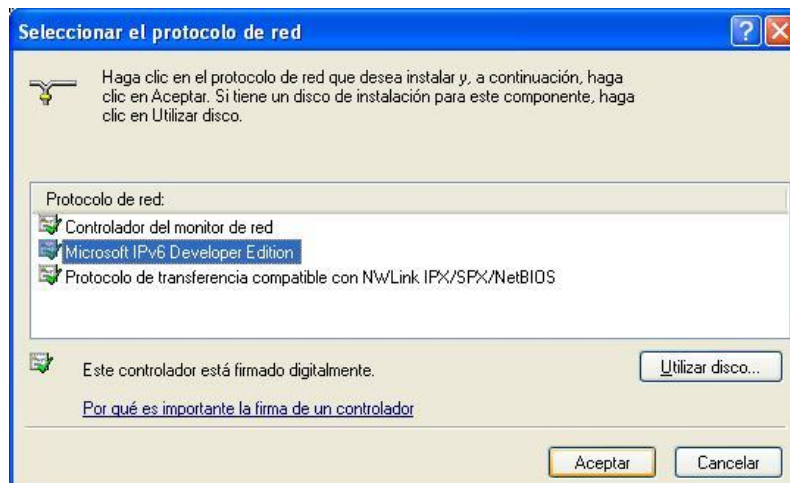 Seleccionar el protocolo de red
Haga clic en el protocolo de red que desea instalar y, a continuación, haga
clic en Aceptar. Si tiene un disco de instalación para este componente, haga
clic en Utilizar disco.
Protocolo de red:
Controlador del monitor de red
Microsoft IPv6 Developer Edition
Protocolo de transferencia compatible con NWLink IPX/SPX/NetBIOS
Este controlador está firmado digitalmente.
Utilizar disco...
Por qué es importante la firma de un controlador
Aceptar
Cancelar